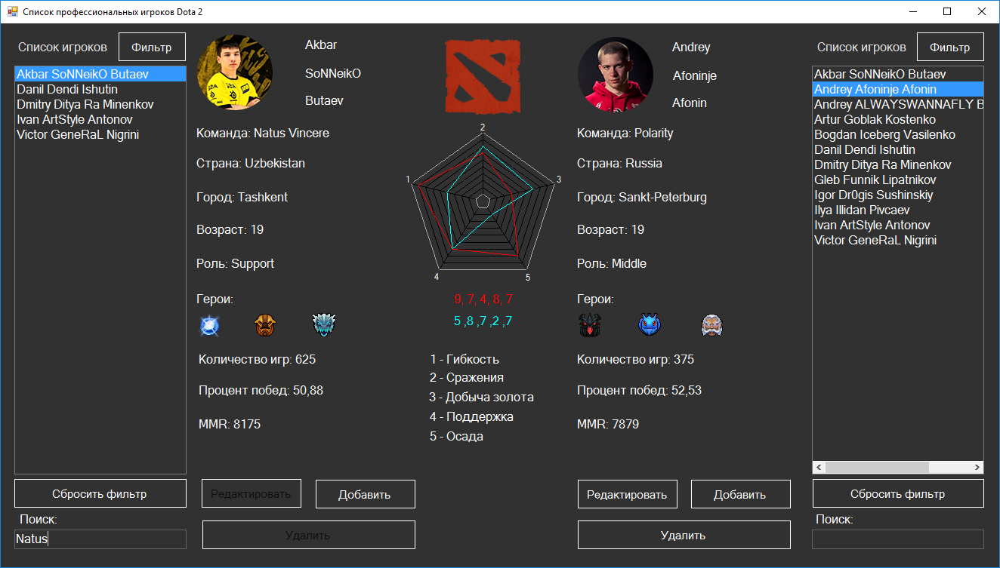 Список профессиональных игроков Dota 2
Список игроков
Фильтр
Akbar SoNNeikO Butaev
Danil Dendi Ishutin
Dmitry Ditya Ra Minenkov
Ivan ArtStyle Antonov
Victor GeneRaL Nigrini
Сбросить фильтр
Поиск:
Natus
Akbar
SoNNeikO
Butaev
Команда: Natus Vincere
Страна: Uzbekistan
Город: Tashkent
Возраст: 19
Роль: Support
Герои:
Количество игр: 625
Процент побед: 50,88
MMR: 8175
Редактировать
Добавить
Удалить
2
1
3
4
5
9, 7, 4, 8, 7
5 ,8 ,7 ,2 ,7
1 - Гибкость
2 - Сражения
3 - Добыча золота
4 - Поддержка
5 - Осада
Andrey
Afoninje
Afonin
Команда: Polarity
Страна: Russia
Город: Sankt-Peterburg
Возраст: 19
Роль: Middle
Герои:
Количество игр: 375
Процент побед: 52,53
MMR: 7879
Редактировать
Добавить
Удалить
Список игроков
Фильтр
Akbar SoNNeikO Butaev
Andrey Afoninje Afonin
Andrey ALWAYSWANNAFLY B
Artur Goblak Kostenko
Bogdan Iceberg Vasilenko
Danil Dendi Ishutin
Dmitry Ditya Ra Minenkov
Gleb Funnik Lipatnikov
Igor Dr0gis Sushinskiy
Ilya Illidan Pivcaev
Ivan ArtStyle Antonov
Victor GeneRaL Nigrini
Сбросить фильтр
Поиск: